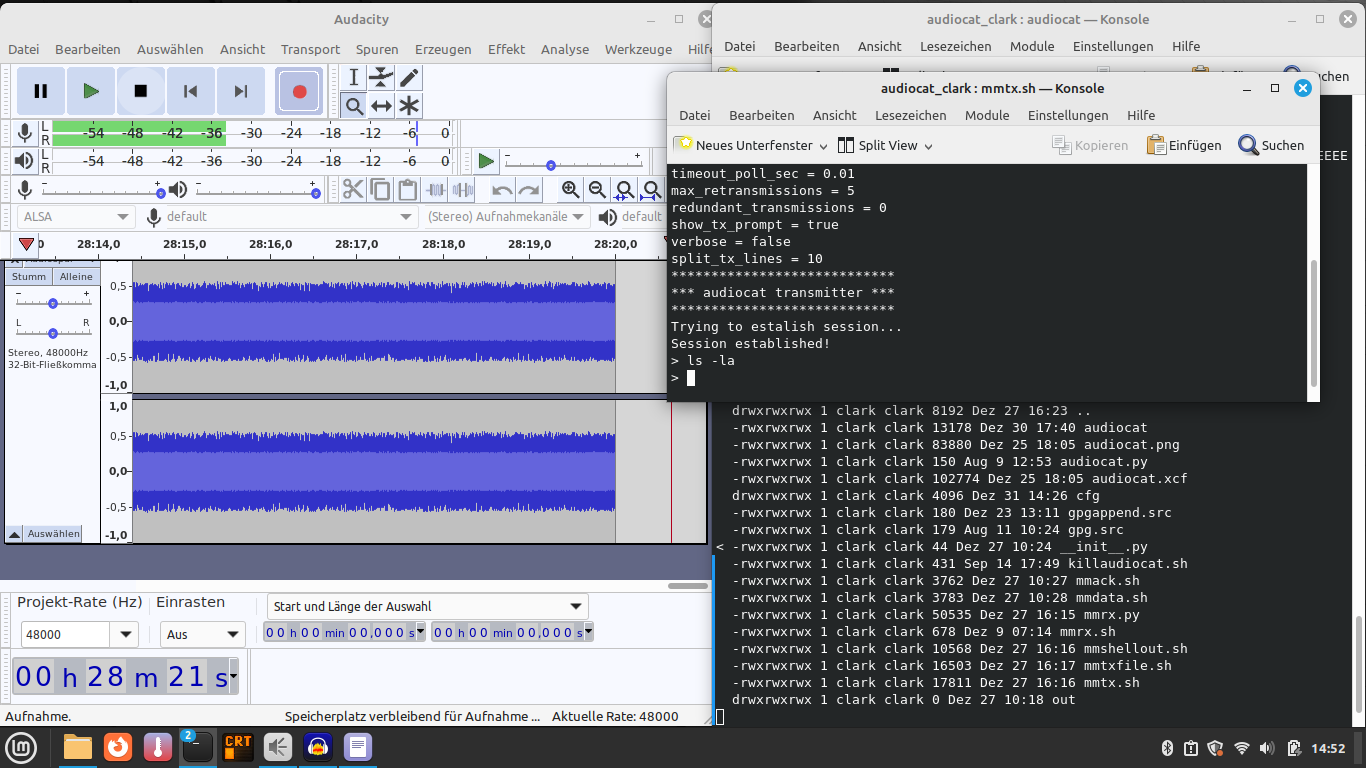 Audacity
Datei Bearbeiten Auswählen Ansicht Transport Spuren Erzeugen Effekt Analyse Werkzeuge Hilfe
L
R
-54 -48 -42 -36 -30 -24 -18 -12 -6 0
L
R
-54 -48 -42 -36 -30 -24 -18 -12 -6 0
- +
- + - +
ALSA default (Stereo) Aufnahmekanäle default
28:14,0 28:15,0 28:16,0 28:17,0 28:18,0 28:19,0 28:20,0
Stumm Alleine
- +
L R
Stereo, 48000Hz
32-Bit-Fließkomma
Auswählen
0,5
0,0
-0,5
-1,0
1,0
0,5
0,0
-0,5
-1,0
Projekt-Rate (Hz) Einrasten
Start und Länge der Auswahl
48000 Aus
00 h 00 min 00,000 s 00 h 00 min 00,000 s
00 h 28 m 21 s
Aufnahme. Speicherplatz verbleibend für Aufnahme ... Aktuelle Rate: 48000
audiocat_clark : audiocat — Konsole
Datei Bearbeiten Ansicht Lesezeichen Module Einstellungen Hilfe
audiocat_clark : mmtx.sh — Konsole
Datei Bearbeiten Ansicht Lesezeichen Module Einstellungen Hilfe
Neues Unterfenster Split View Kopieren Einfügen Suchen
timeout_poll_sec = 0.01
max_retransmissions = 5
redundant_transmissions = 0
show_tx_prompt = true
verbose = false
split_tx_lines = 10
****************************
*** audiocat transmitter ***
****************************
Trying to estalish session...
Session established!
> ls -la
>
drwxrwxrwx 1 clark clark 8192 Dez 27 16:23 ..
-rwxrwxrwx 1 clark clark 13178 Dez 30 17:40 audiocat
-rwxrwxrwx 1 clark clark 83880 Dez 25 18:05 audiocat.png
-rwxrwxrwx 1 clark clark 150 Aug 9 12:53 audiocat.py
-rwxrwxrwx 1 clark clark 102774 Dez 25 18:05 audiocat.xcf
drwxrwxrwx 1 clark clark 4096 Dez 31 14:26 cfg
-rwxrwxrwx 1 clark clark 180 Dez 23 13:11 gpgappend.src
-rwxrwxrwx 1 clark clark 179 Aug 11 10:24 gpg.src
< -rwxrwxrwx 1 clark clark 44 Dez 27 10:24 __init__.py
-rwxrwxrwx 1 clark clark 431 Sep 14 17:49 killaudiocat.sh
-rwxrwxrwx 1 clark clark 3762 Dez 27 10:27 mmack.sh
-rwxrwxrwx 1 clark clark 3783 Dez 27 10:28 mmdata.sh
-rwxrwxrwx 1 clark clark 50535 Dez 27 16:15 mmrx.py
-rwxrwxrwx 1 clark clark 678 Dez 9 07:14 mmrx.sh
-rwxrwxrwx 1 clark clark 10568 Dez 27 16:16 mmshellout.sh
-rwxrwxrwx 1 clark clark 16503 Dez 27 16:17 mmtxfile.sh
-rwxrwxrwx 1 clark clark 17811 Dez 27 16:16 mmtx.sh
drwxrwxrwx 1 clark clark 0 Dez 27 10:18 out
2 CRT 14:52